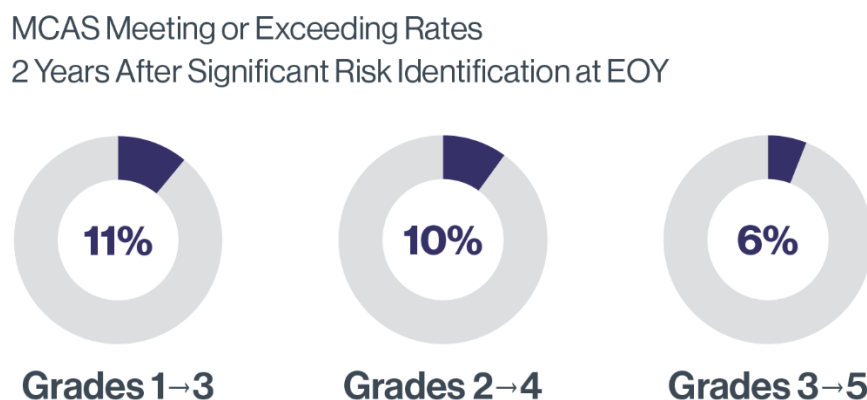 MCAS Meeting or Exceeding Rates
2 Years After Significant Risk Identification at EOY
11%
10%
6%
Grades 1→3
Grades 2→4
Grades 3→5